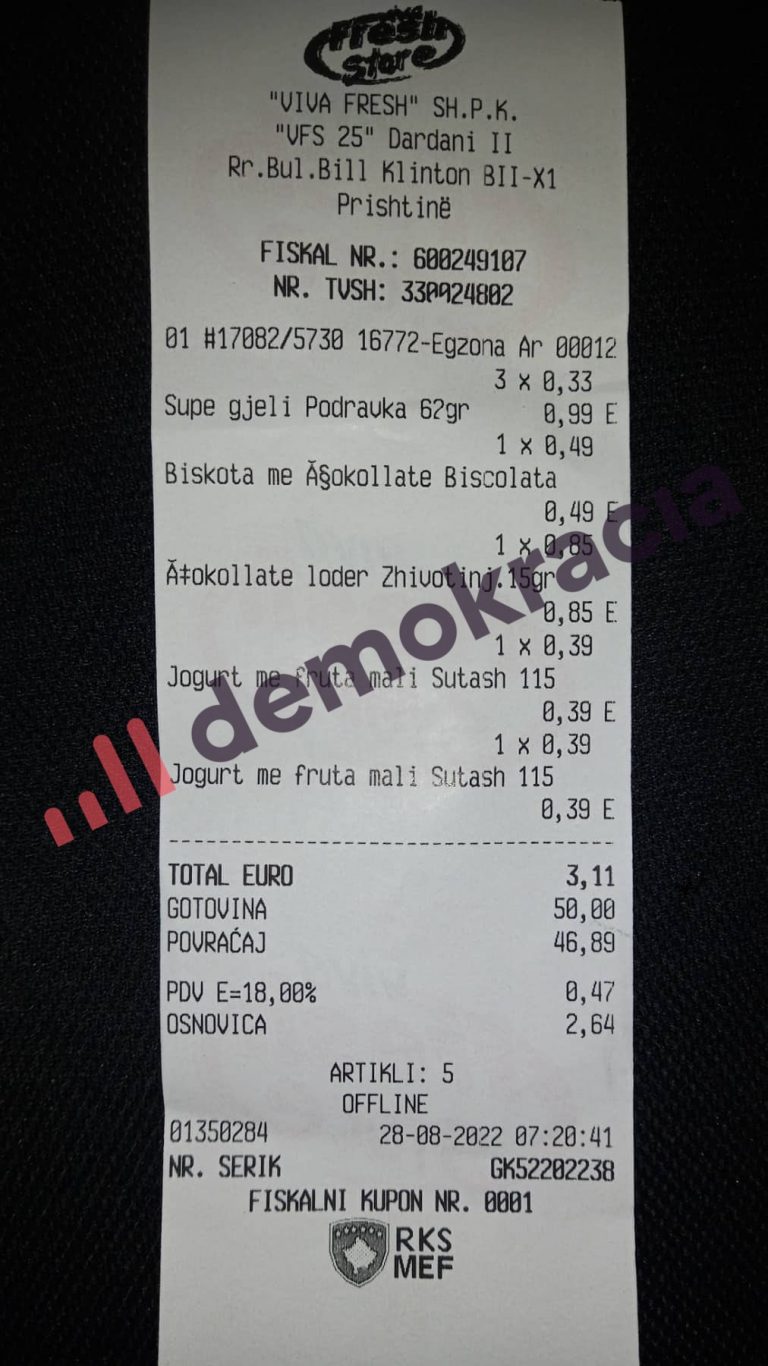 Viva
Fresh
Store
"VIVA FRESH" SH.P.K.
"VFS 25" Dardani II
Rr.Bul.Bill Klinton BII-X1
Prishtinë
FISKAL NR.: 600249107
NR. TVSH: 330024802
01 #17082/5730 16772-Egzona Ar 00012
3 x 0,33
Supe gjeli Podravka 62gr 0,99 E
1 x 0,49
Biskota me ħokollate Biscolata
0,49 E
1 x 0,85
Ă‡okollate loder Zhivotinj.15gr
0,85 E
1 x 0,39
Jogurt me fruta mali Sutash 115
0,39 E
1 x 0,39
Jogurt me fruta mali Sutash 115
0,39 E
demokracia
TOTAL EURO 3,11
GOTOVINA 50,00
POVRAĆAJ 46,89
PDV E=18,00% 0,47
OSNOVICA 2,64
ARTIKLI: 5
OFFLINE
01350284 28-08-2022 07:20:41
NR. SERIK GK52202238
FISKALNI KUPON NR. 0001
RKS
MEF